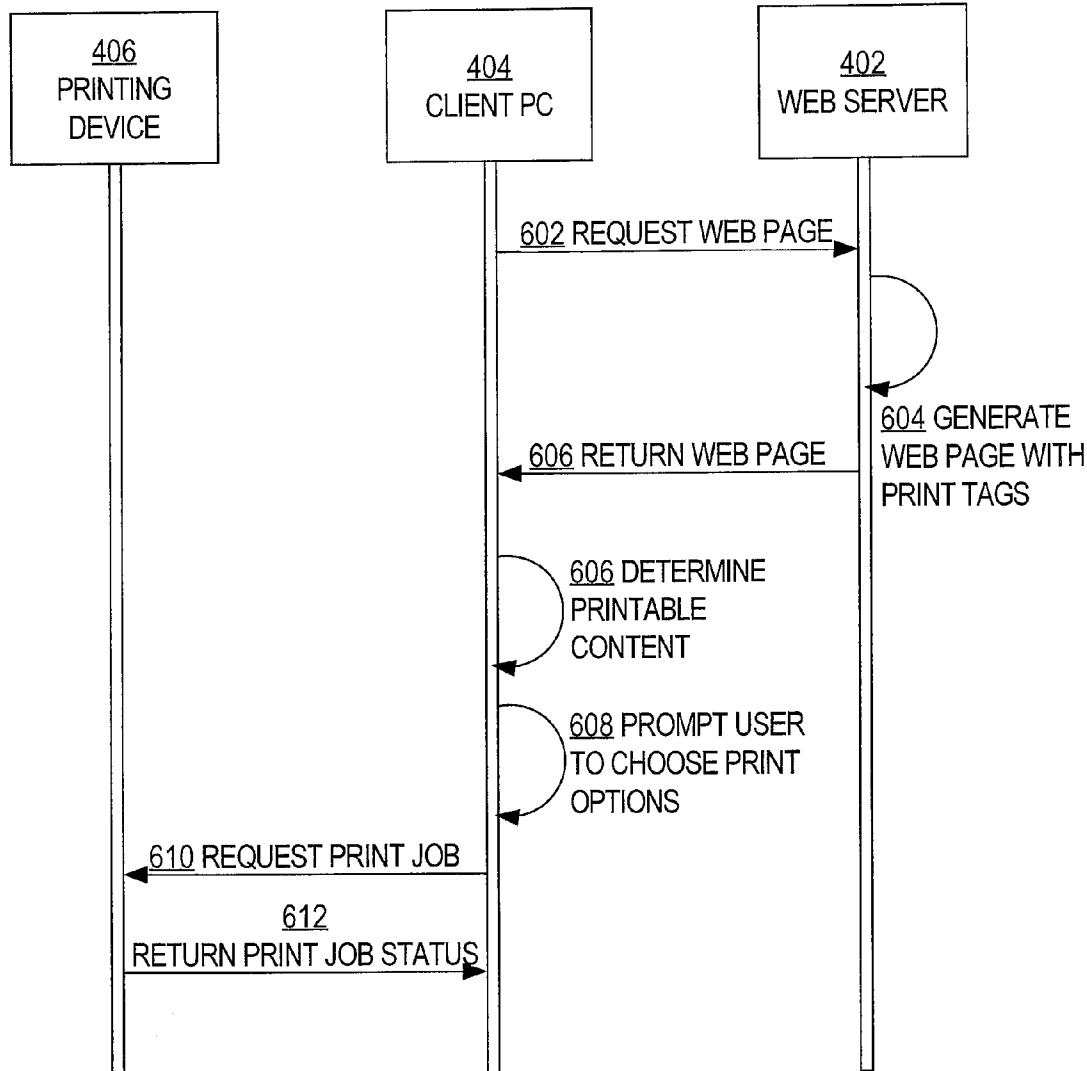 406
PRINTING
DEVICE
404
CLIENT PC
402
WEB SERVER
602 REQUEST WEB PAGE
604 GENERATE
WEB PAGE WITH
PRINT TAGS
606 RETURN WEB PAGE
606 DETERMINE
PRINTABLE
CONTENT
608 PROMPT USER
TO CHOOSE PRINT
OPTIONS
610 REQUEST PRINT JOB
612
RETURN PRINT JOB STATUS